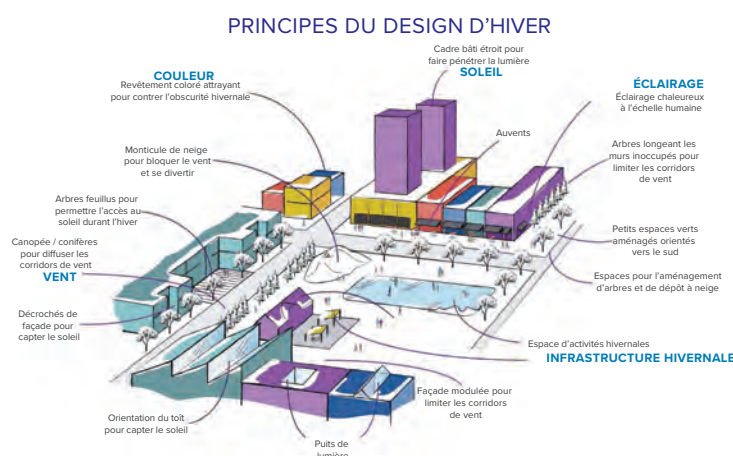 PRINCIPES DU DESIGN D'HIVER
Cadre bâti étroit pour
faire pénétrer la lumière
SOLEIL
COULEUR
Revêtement coloré attrayant
pour contrer l'obscurité hivernale
ÉCLAIRAGE
Éclairage chaleureux
à l'échelle humaine
Auvents
Monticule de neige
pour bloquer le vent
et se divertir
Arbres longeant les
murs inoccupés pour
limiter les corridors
de vent
Arbres feuillus pour
permettre l'accès au
soleil durant l'hiver
Petits espaces verts
aménagés orientés
vers le sud
Canopée / conifères
pour diffuser les
corridors de vent
VENT
Espaces pour l'aménagement
d'arbres et de dépôt à neige
Décrochés de
façade pour
capter le soleil
Espace d'activités hivernales
INFRASTRUCTURE HIVERNALE
Façade modulée pour
limiter les corridors
de vent
Orientation du toît
pour capter le soleil
Puits de
lumière